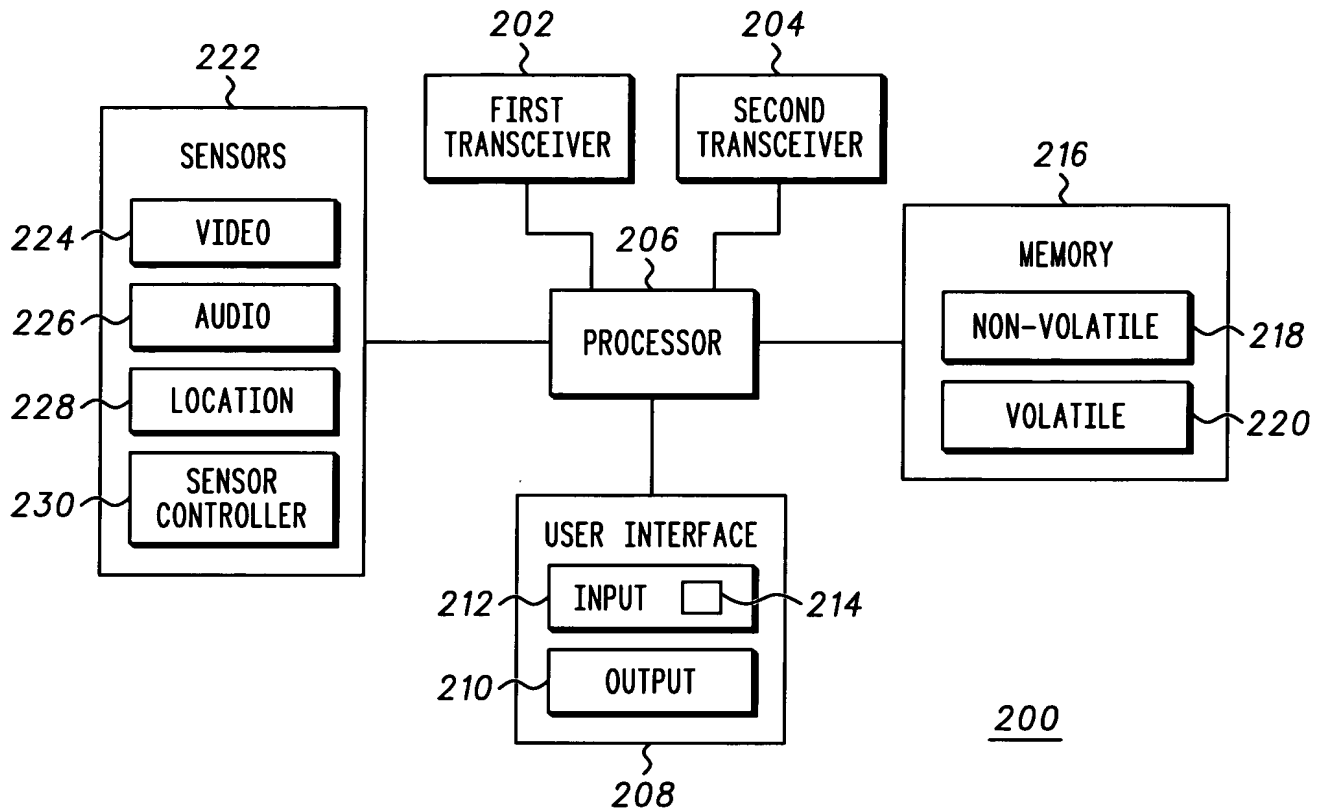 202
204
222
FIRST
TRANSCEIVER
SECOND
TRANSCEIVER
SENSORS
216
224
VIDEO
206
MEMORY
226
AUDIO
PROCESSOR
NON-VOLATILE
218
228
LOCATION
VOLATILE
220
230
SENSOR
CONTROLLER
USER INTERFACE
212
INPUT
214
210
OUTPUT
200
208